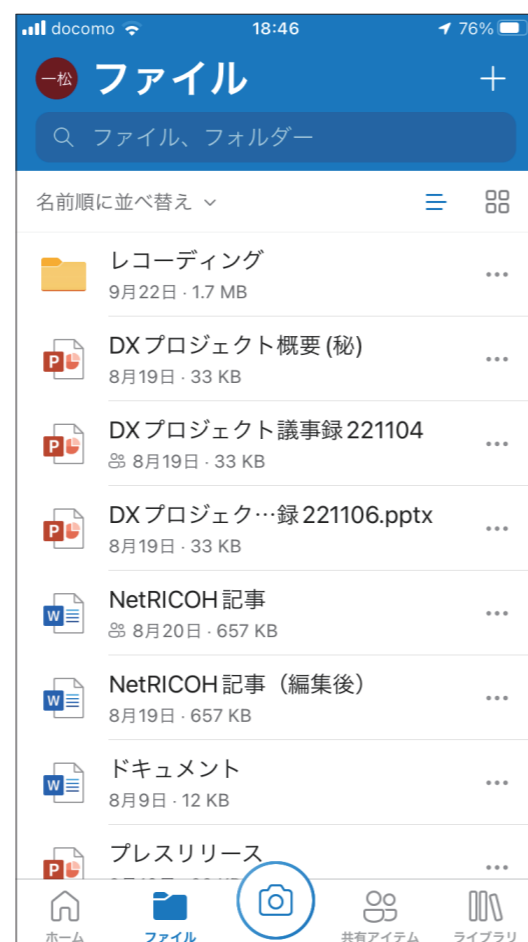 docomo 18:46 76%
一松 ファイル
ファイル、フォルダー
名前順に並べ替え
レコーディング
9月22日 · 1.7 MB
DXプロジェクト概要(秘)
8月19日 · 33 KB
DXプロジェクト議事録221104
8月19日 · 33 KB
DXプロジェク…録221106.pptx
8月19日 · 33 KB
NetRICOH記事
8月20日 · 657 KB
NetRICOH記事（編集後）
8月19日 · 657 KB
ドキュメント
8月9日 · 12 KB
プレスリリース
ホーム ファイル 共有アイテム ライブラリ